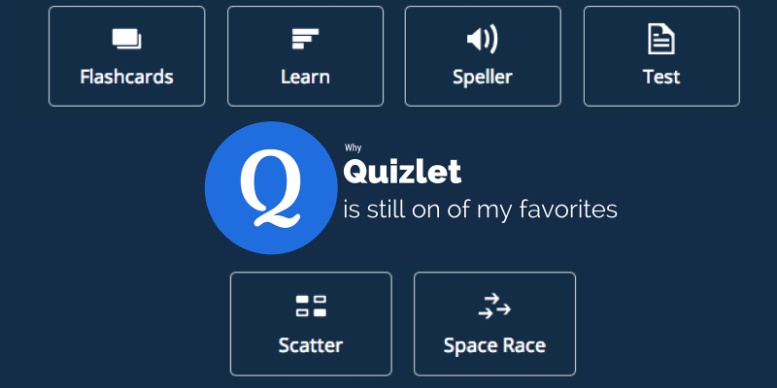 Flashcards Learn Speller Test
Why
Q Quizlet
is still on of my favorites
Scatter Space Race